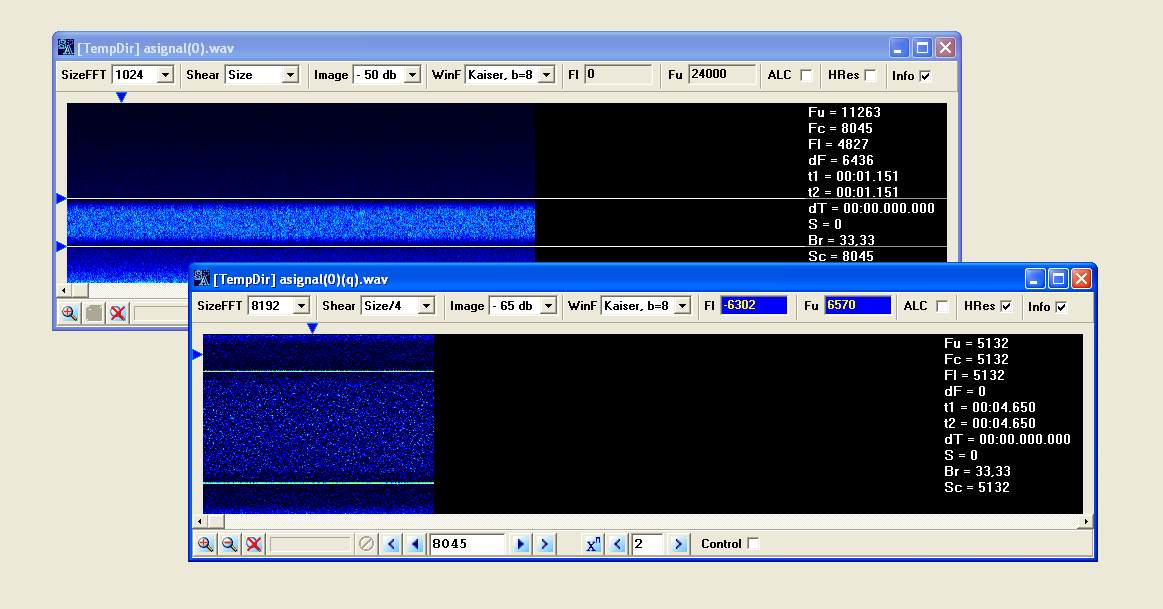 [TempDir] asignal(0).wav
SizeFFT 1024 Shear Size Image - 50 db WinF Kaiser, b=8 Fl 0 Fu 24000 ALC HRes Info
Fu = 11263
Fc = 8045
Fl = 4827
dF = 6436
t1 = 00:01.151
t2 = 00:01.151
dT = 00:00.000.000
S = 0
Br = 33,33
Sc = 8045
[TempDir] asignal(0)(q).wav
SizeFFT 8192 Shear Size/4 Image - 65 db WinF Kaiser, b=8 Fl -6302 Fu 6570 ALC HRes Info
Fu = 5132
Fc = 5132
Fl = 5132
dF = 0
t1 = 00:04.650
t2 = 00:04.650
dT = 00:00.000.000
S = 0
Br = 33,33
Sc = 5132
8045 xⁿ 2 Control